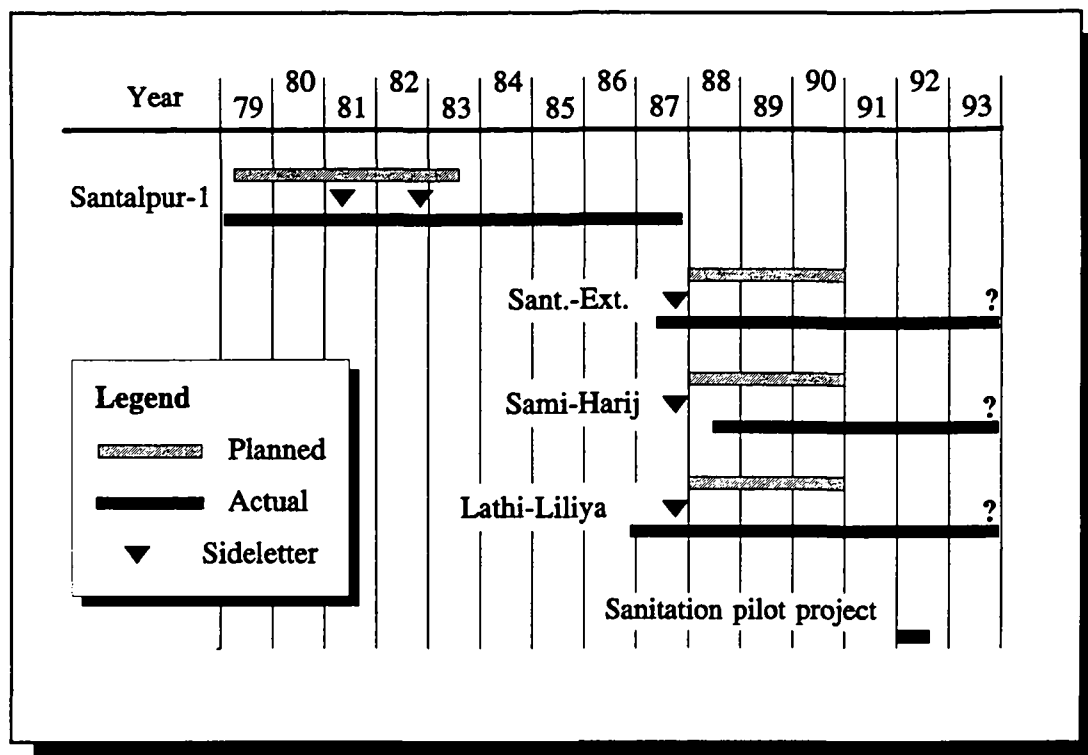 80 82 84 86 88 90 92
Year 79 81 83 85 87 89 91 93
Santalpur-1
Sant.-Ext. ?
Legend
Sami-Harij ?
Planned
Actual
Lathi-Liliya ?
Sideletter
Sanitation pilot project